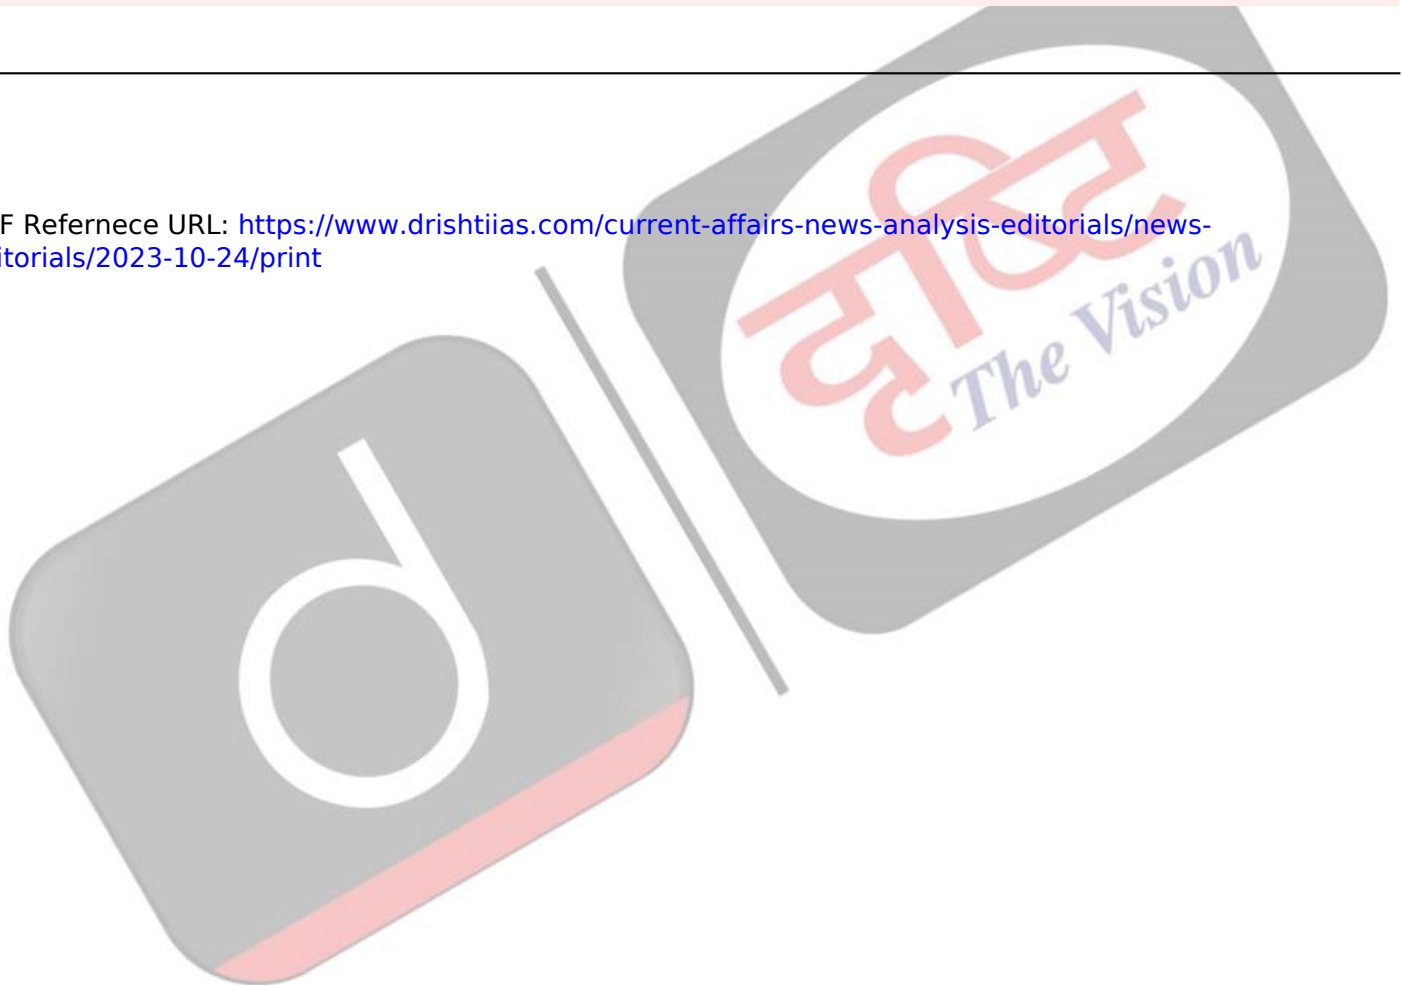 F Refernece URL: https://www.drishtiias.com/current-affairs-news-analysis-editorials/news-
itorials/2023-10-24/print
दृष्टि
The Vision
d